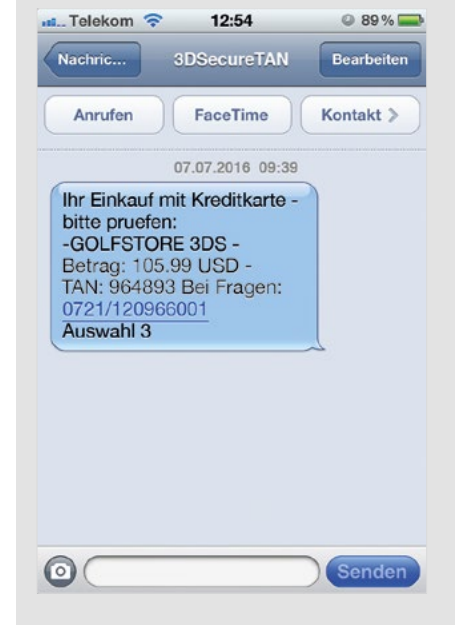 Telekom 12:54 89 %
Nachric... 3DSecureTAN Bearbeiten
Anrufen FaceTime Kontakt >
07.07.2016 09:39
Ihr Einkauf mit Kreditkarte -
bitte pruefen:
-GOLFSTORE 3DS -
Betrag: 105.99 USD -
TAN: 964893 Bei Fragen:
0721/120966001
Auswahl 3
Senden